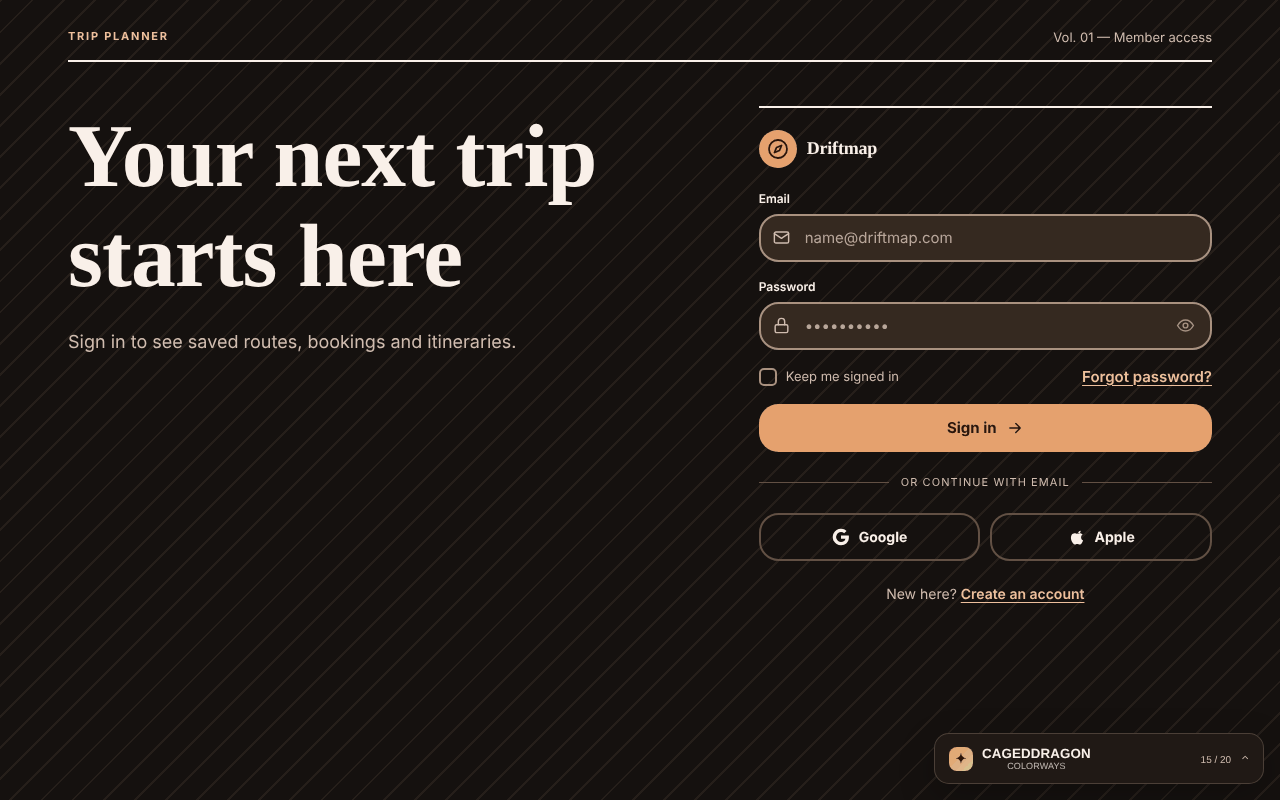 TRIP PLANNER
Vol. 01 — Member access
Your next trip
starts here
Sign in to see saved routes, bookings and itineraries.
Driftmap
Email
name@driftmap.com
Password
••••••••••
Keep me signed in
Forgot password?
Sign in →
OR CONTINUE WITH EMAIL
Google
Apple
New here? Create an account
CAGEDDRAGON
COLORWAYS
15 / 20